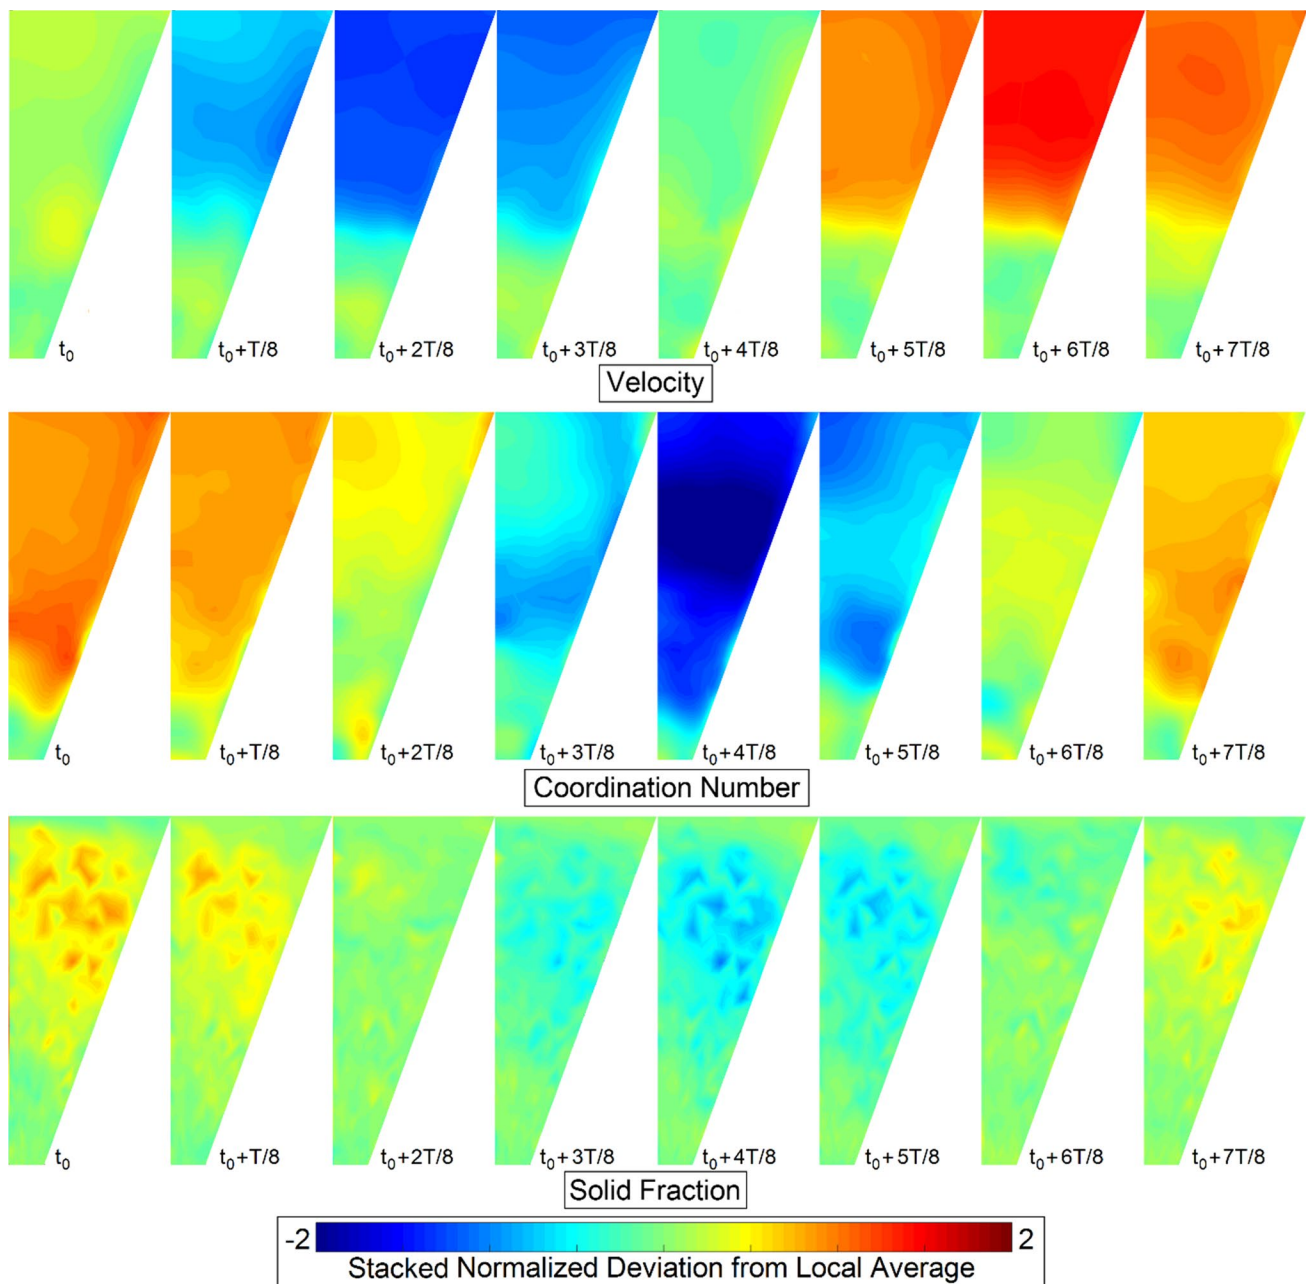 t₀ t₀+T/8 t₀+2T/8 t₀+3T/8 t₀+4T/8 t₀+5T/8 t₀+6T/8 t₀+7T/8
Velocity
t₀ t₀+T/8 t₀+2T/8 t₀+3T/8 t₀+4T/8 t₀+5T/8 t₀+6T/8 t₀+7T/8
Coordination Number
t₀ t₀+T/8 t₀+2T/8 t₀+3T/8 t₀+4T/8 t₀+5T/8 t₀+6T/8 t₀+7T/8
Solid Fraction
-2 2
Stacked Normalized Deviation from Local Average